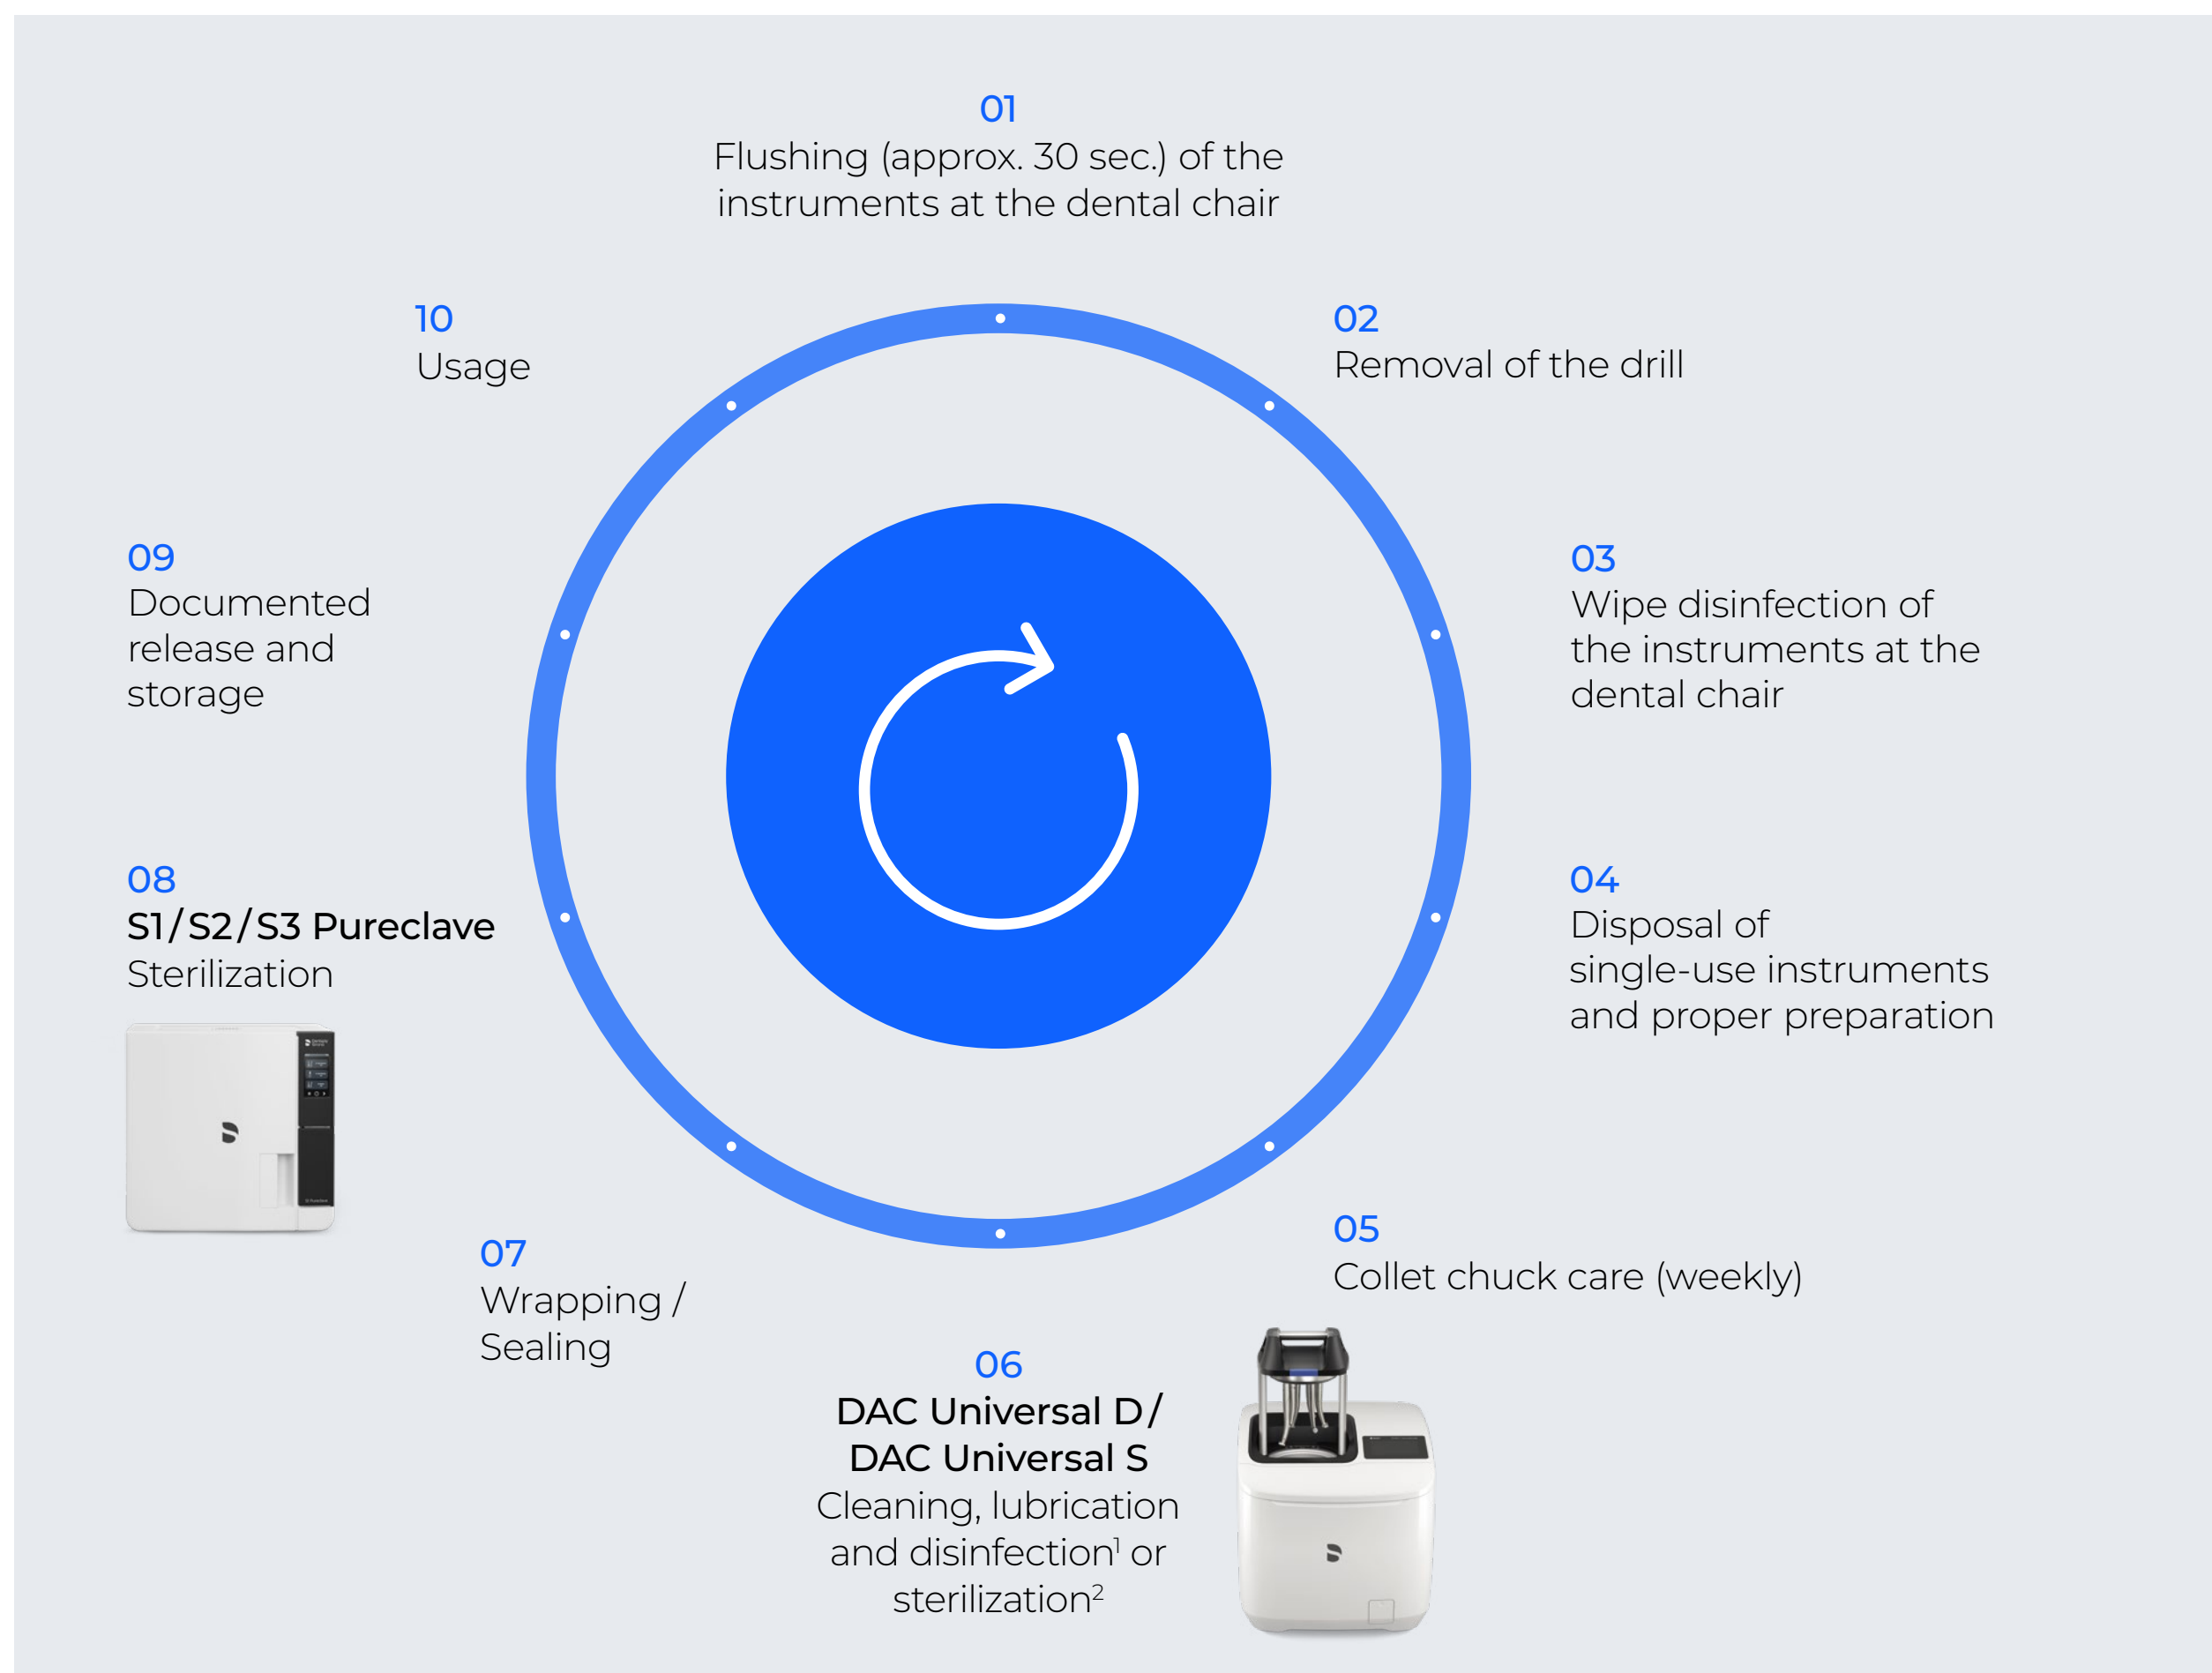 01
Flushing (approx. 30 sec.) of the
instruments at the dental chair
02
Removal of the drill
03
Wipe disinfection of
the instruments at the
dental chair
04
Disposal of
single-use instruments
and proper preparation
05
Collet chuck care (weekly)
06
DAC Universal D/
DAC Universal S
Cleaning, lubrication
and disinfection¹ or
sterilization²
07
Wrapping /
Sealing
08
S1/S2/S3 Pureclave
Sterilization
09
Documented
release and
storage
10
Usage